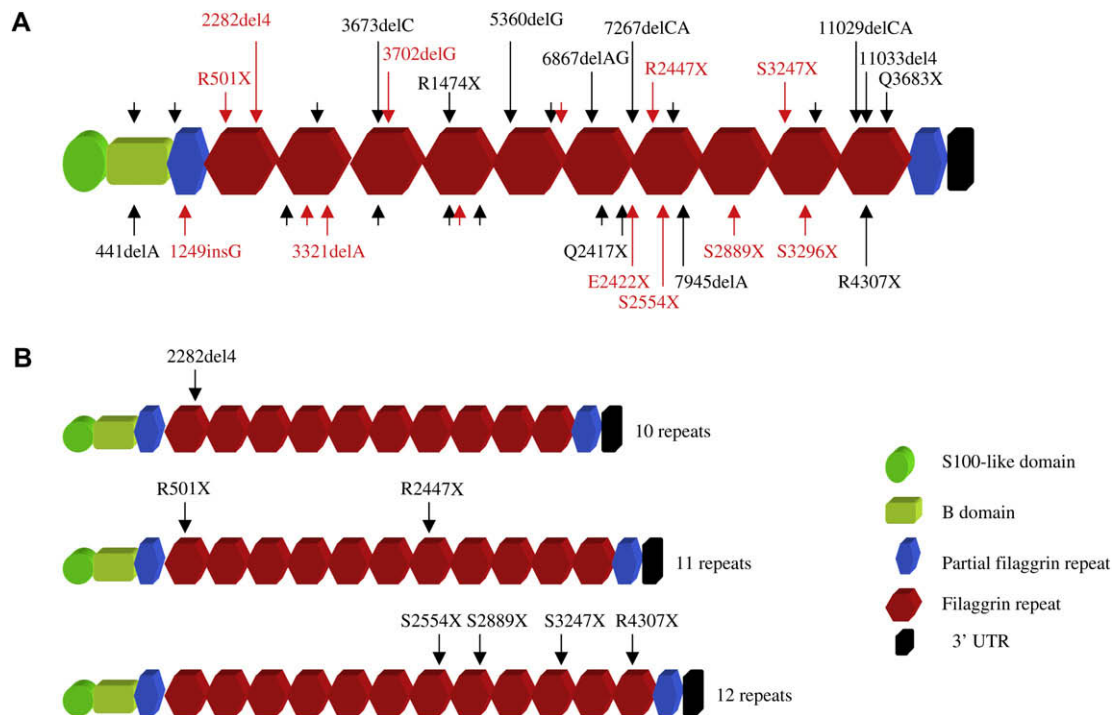 A
2282del4
3673delC
5360delG
7267delCA
11029delCA
3702delG
6867delAG
11033del4
R501X
R1474X
R2447X
S3247X
Q3683X
441delA
1249insG
3321delA
Q2417X
S2889X
S3296X
E2422X
7945delA
R4307X
S2554X
B
2282del4
10 repeats
R501X
R2447X
11 repeats
S2554X
S2889X
S3247X
R4307X
12 repeats
S100-like domain
B domain
Partial filaggrin repeat
Filaggrin repeat
3' UTR